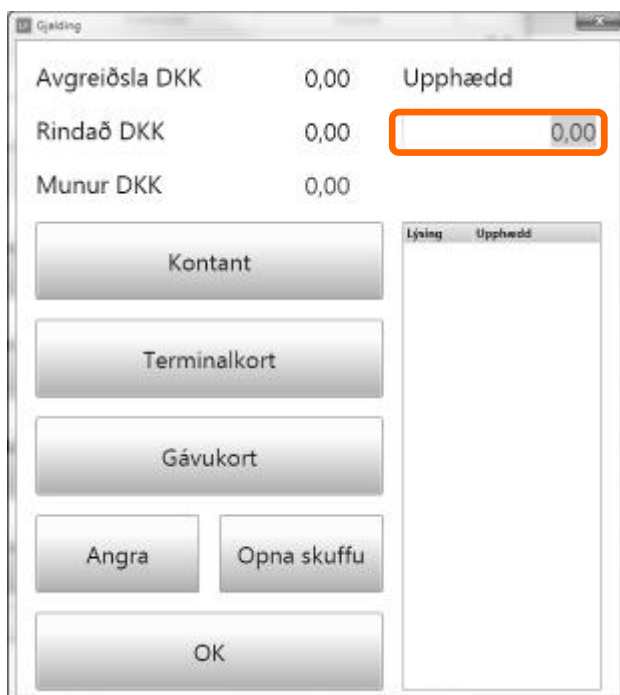 Gjalding
Avgreiðsla DKK 0,00 Upphædd
Rindað DKK 0,00 0,00
Munur DKK 0,00
Lýsing Upphædd
Kontant
Terminalkort
Gávukort
Angra Opna skuffu
OK